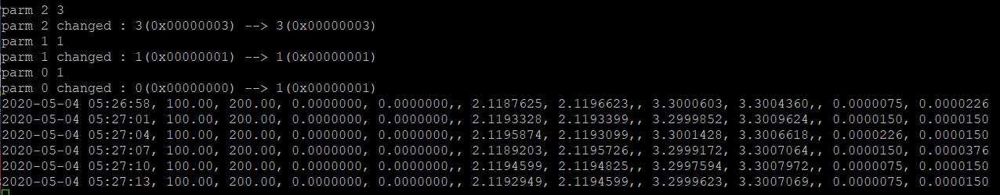 parm 2 3
parm 2 changed : 3(0x00000003) --> 3(0x00000003)
parm 1 1
parm 1 changed : 1(0x00000001) --> 1(0x00000001)
parm 0 1
parm 0 changed : 0(0x00000000) --> 1(0x00000001)
2020-05-04 05:26:58, 100.00, 200.00, 0.0000000, 0.0000000,, 2.1187625, 2.1196623,, 3.3000603, 3.3004360,, 0.0000075, 0.0000226
2020-05-04 05:27:01, 100.00, 200.00, 0.0000000, 0.0000000,, 2.1193328, 2.1193399,, 3.2999852, 3.3009624,, 0.0000150, 0.0000150
2020-05-04 05:27:04, 100.00, 200.00, 0.0000000, 0.0000000,, 2.1195874, 2.1193099,, 3.3001428, 3.3006618,, 0.0000226, 0.0000150
2020-05-04 05:27:07, 100.00, 200.00, 0.0000000, 0.0000000,, 2.1189203, 2.1195726,, 3.2999172, 3.3007064,, 0.0000150, 0.0000376
2020-05-04 05:27:10, 100.00, 200.00, 0.0000000, 0.0000000,, 2.1194599, 2.1194825,, 3.2997594, 3.3007972,, 0.0000075, 0.0000150
2020-05-04 05:27:13, 100.00, 200.00, 0.0000000, 0.0000000,, 2.1192949, 2.1194599,, 3.2999623, 3.3007069,, 0.0000075, 0.0000150